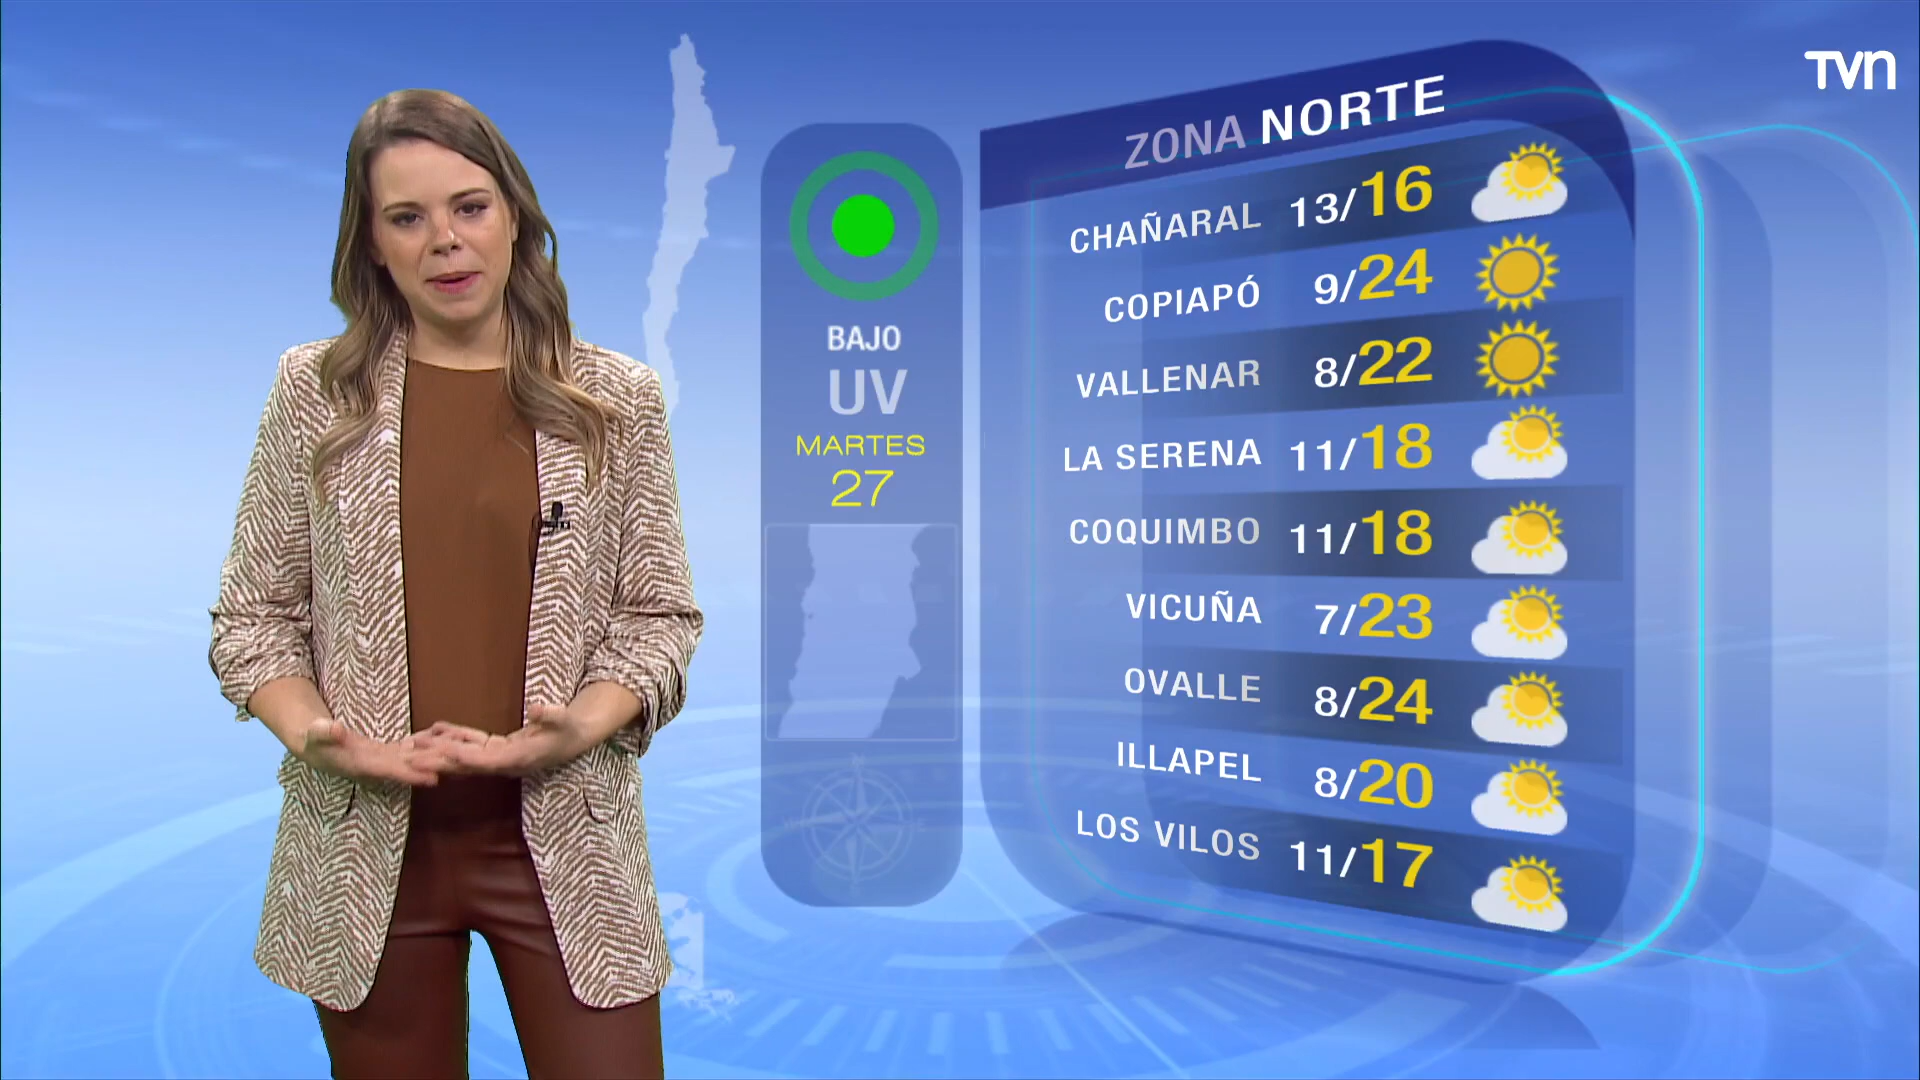 TVN
ZONA NORTE
CHAÑARAL 13/16
COPIAPÓ 9/24
VALLENAR 8/22
LA SERENA 11/18
COQUIMBO 11/18
VICUÑA 7/23
OVALLE 8/24
ILLAPEL 8/20
LOS VILOS 11/17
BAJO
UV
MARTES
27